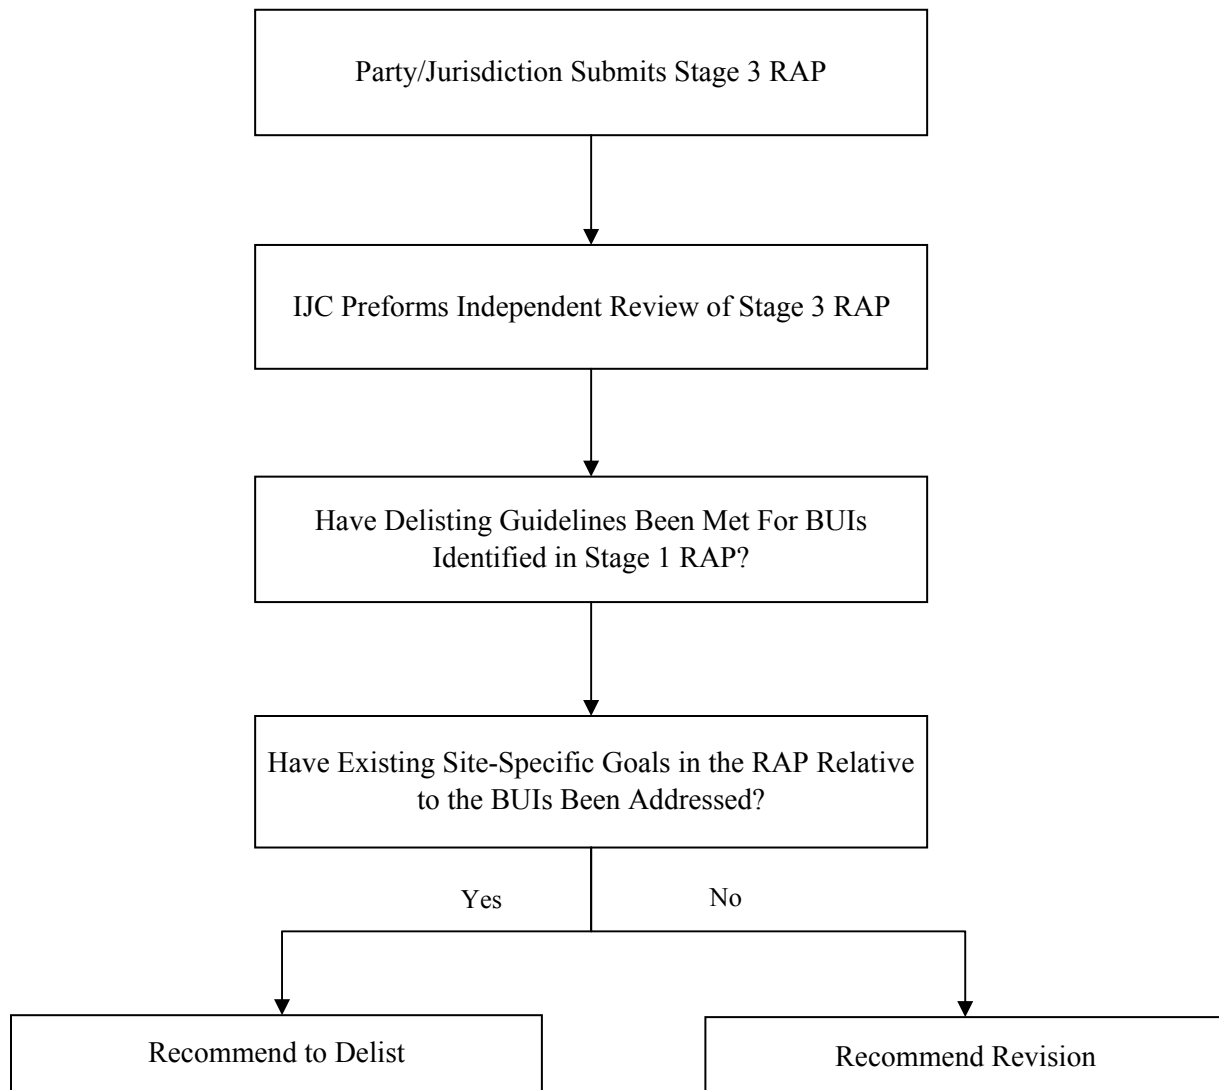 Party/Jurisdiction Submits Stage 3 RAP
IJC Preforms Independent Review of Stage 3 RAP
Have Delisting Guidelines Been Met For BUIs
Identified in Stage 1 RAP?
Have Existing Site-Specific Goals in the RAP Relative
to the BUIs Been Addressed?
Yes
No
Recommend to Delist
Recommend Revision